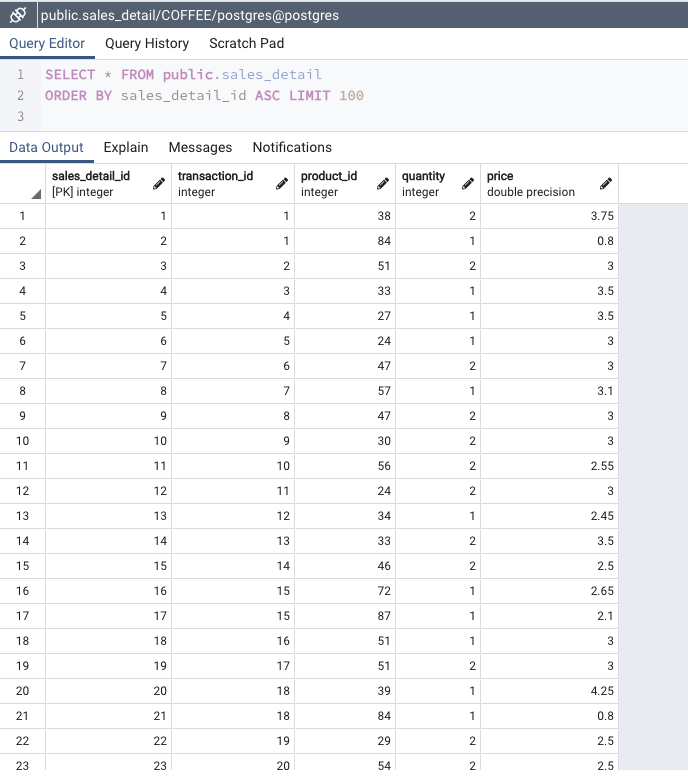 public.sales_detail/COFFEE/postgres@postgres
Query Editor Query History Scratch Pad
1 SELECT * FROM public.sales_detail
2 ORDER BY sales_detail_id ASC LIMIT 100
3
Data Output Explain Messages Notifications
sales_detail_id transaction_id product_id quantity price
[PK] integer integer integer integer double precision
1 1 1 38 2 3.75
2 2 1 84 1 0.8
3 3 2 51 2 3
4 4 3 33 1 3.5
5 5 4 27 1 3.5
6 6 5 24 1 3
7 7 6 47 2 3
8 8 7 57 1 3.1
9 9 8 47 2 3
10 10 9 30 2 3
11 11 10 56 2 2.55
12 12 11 24 2 3
13 13 12 34 1 2.45
14 14 13 33 2 3.5
15 15 14 46 2 2.5
16 16 15 72 1 2.65
17 17 15 87 1 2.1
18 18 16 51 1 3
19 19 17 51 2 3
20 20 18 39 1 4.25
21 21 18 84 1 0.8
22 22 19 29 2 2.5
23 23 20 54 2 2.5